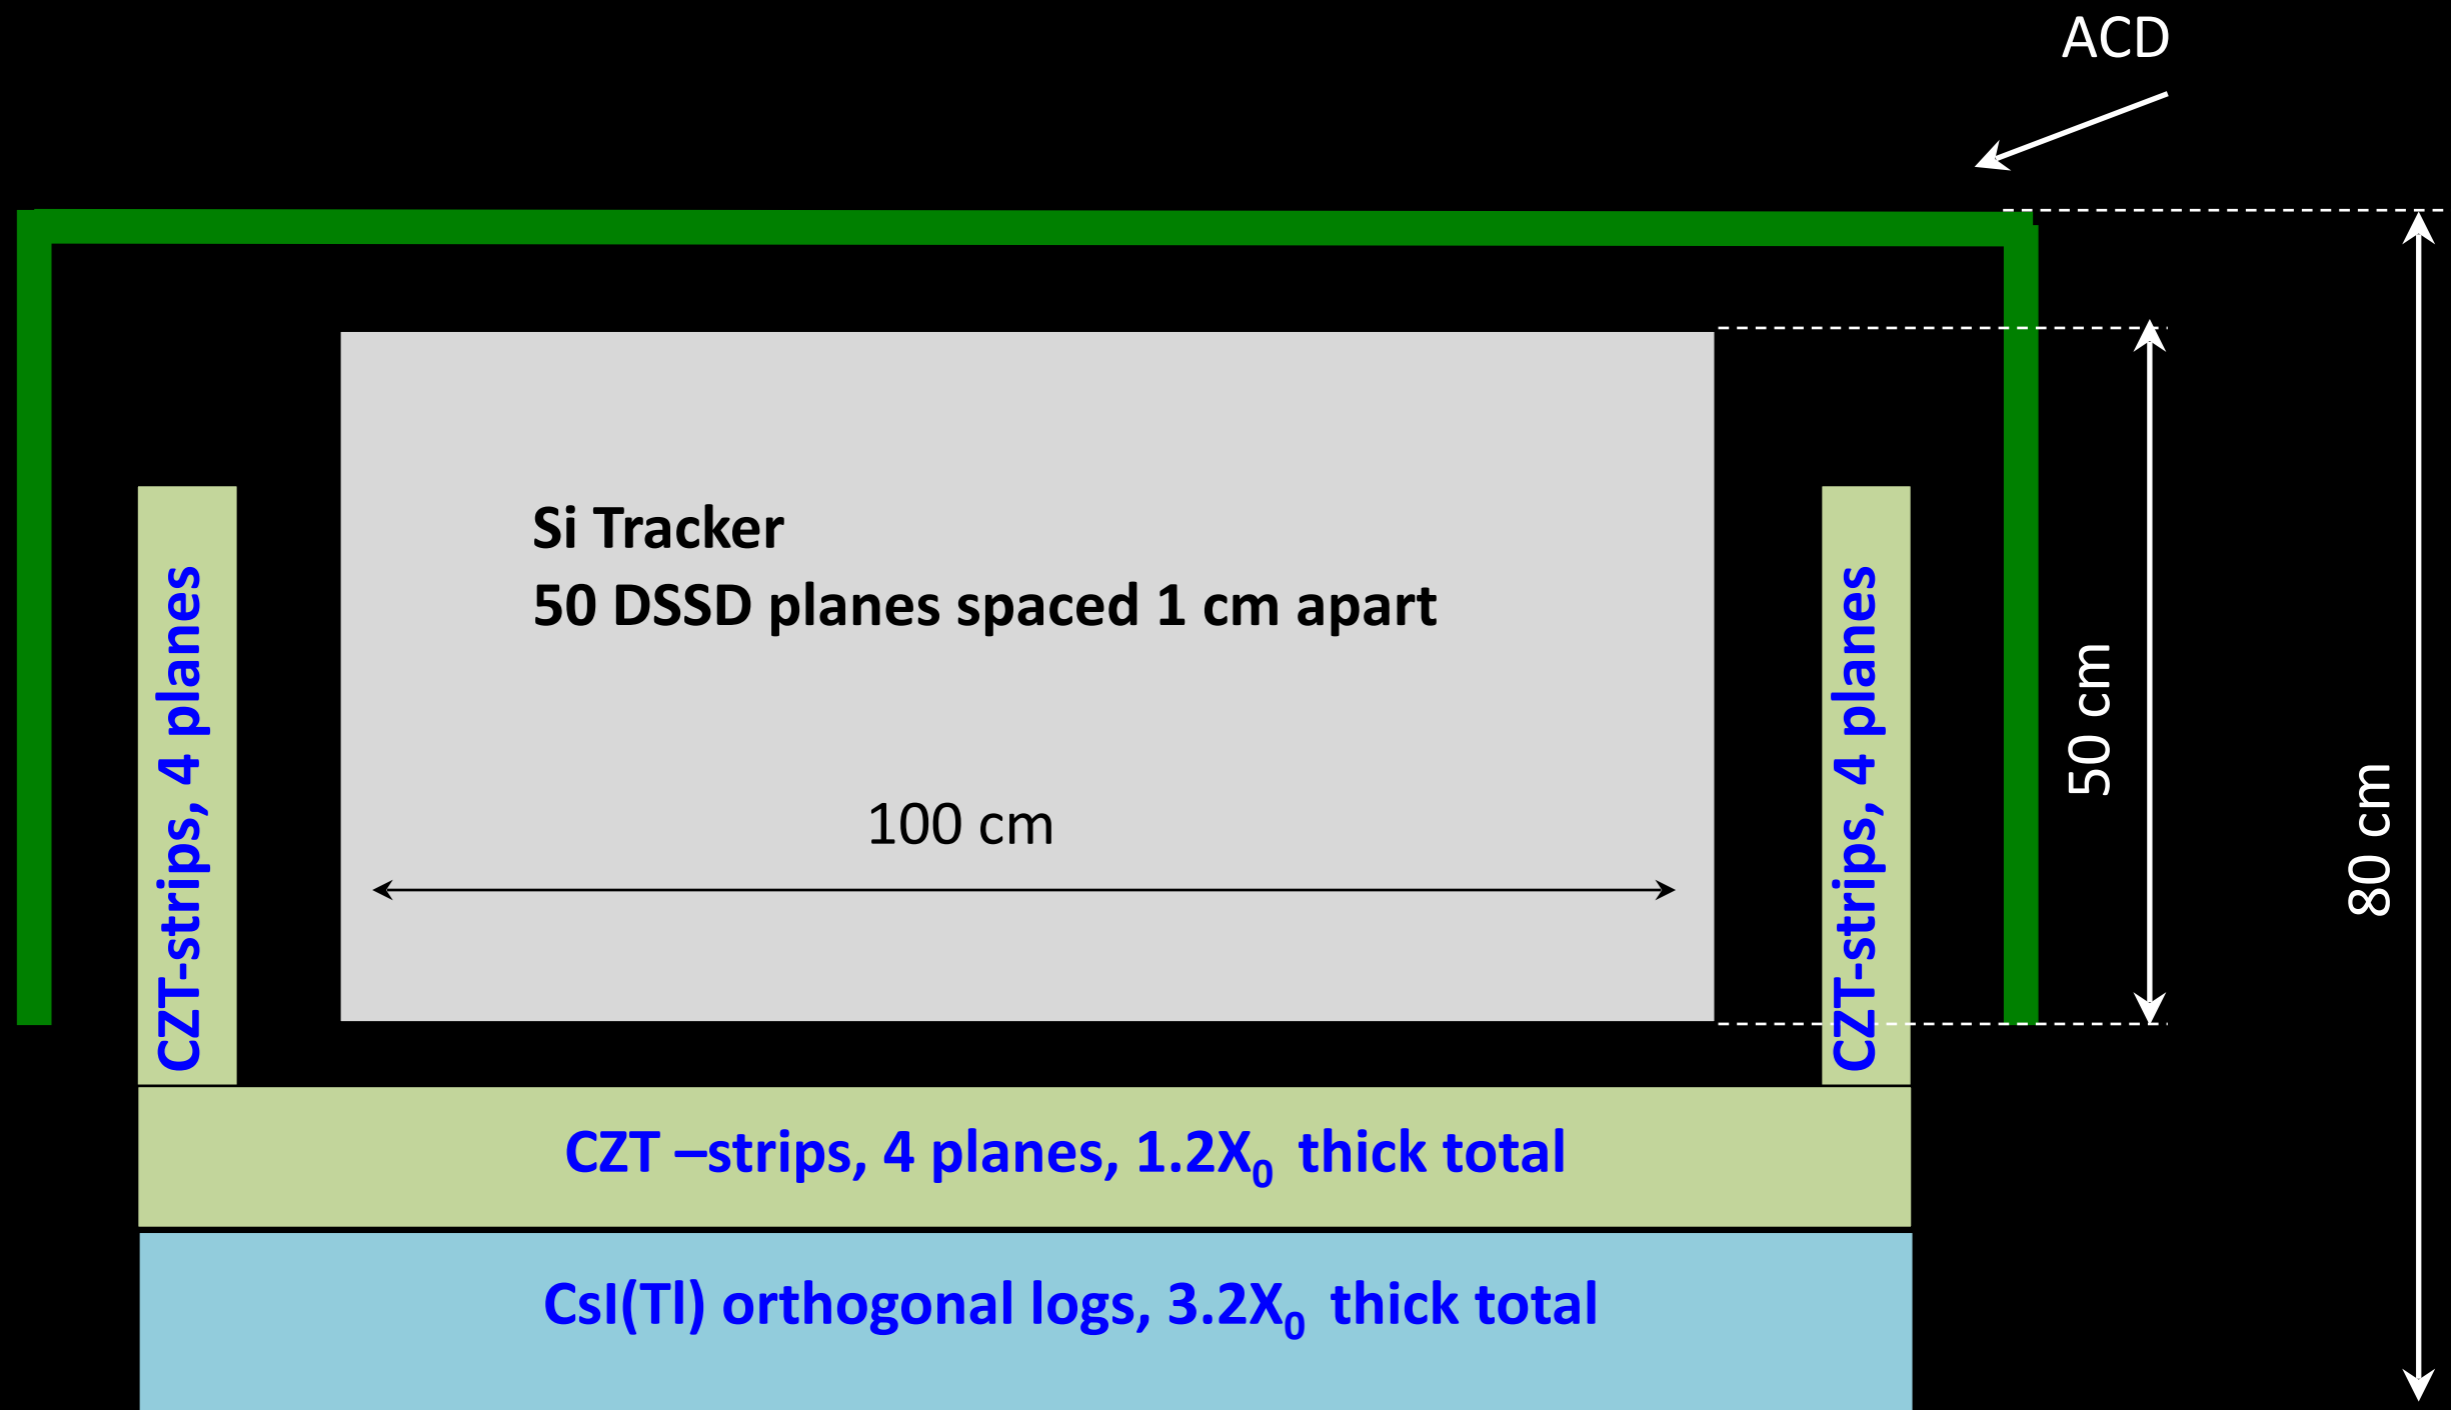 ACD
Si Tracker
50 DSSD planes spaced 1 cm apart
CZT-strips, 4 planes
CZT-strips, 4 planes
100 cm
50 cm
80 cm
CZT –strips, 4 planes, 1.2X₀ thick total
CsI(Tl) orthogonal logs, 3.2X₀ thick total